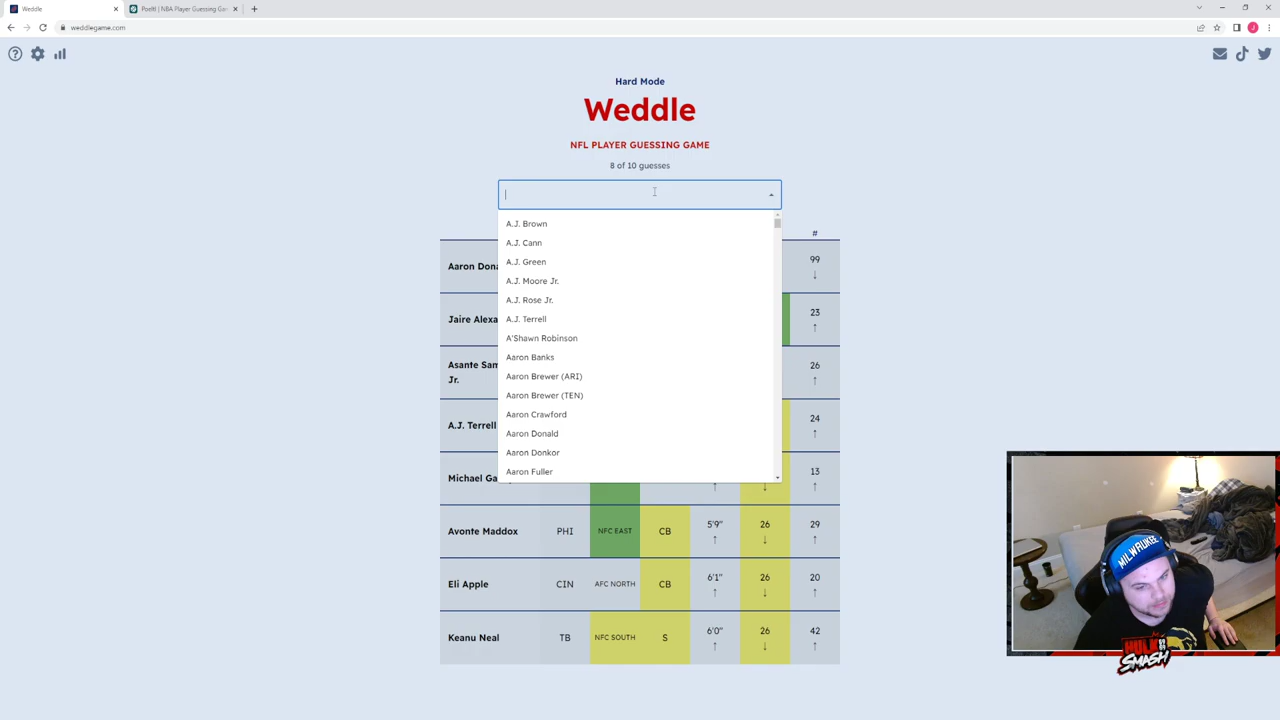 Weddle
Poeltl | NBA Player Guessing Ga
weddlegame.com
J
Hard Mode
Weddle
NFL PLAYER GUESSING GAME
8 of 10 guesses
#
A.J. Brown
A.J. Cann
A.J. Green
A.J. Moore Jr.
A.J. Rose Jr.
A.J. Terrell
A'Shawn Robinson
Aaron Banks
Aaron Brewer (ARI)
Aaron Brewer (TEN)
Aaron Crawford
Aaron Donald
Aaron Donkor
Aaron Fuller
Aaron Dona 99 ↓
Jaire Alexa 23 ↑
Asante Sam 26 ↑
Jr.
A.J. Terrell 24 ↑
Michael Ga 13 ↑ ↓ ↑
Avonte Maddox PHI NFC EAST CB 5'9" ↑ 26 ↓ 29 ↑
Eli Apple CIN AFC NORTH CB 6'1" ↑ 26 ↓ 20 ↑
Keanu Neal TB NFC SOUTH S 6'0" ↑ 26 ↓ 42 ↑
MILWAUKEE
HULK
SMASH